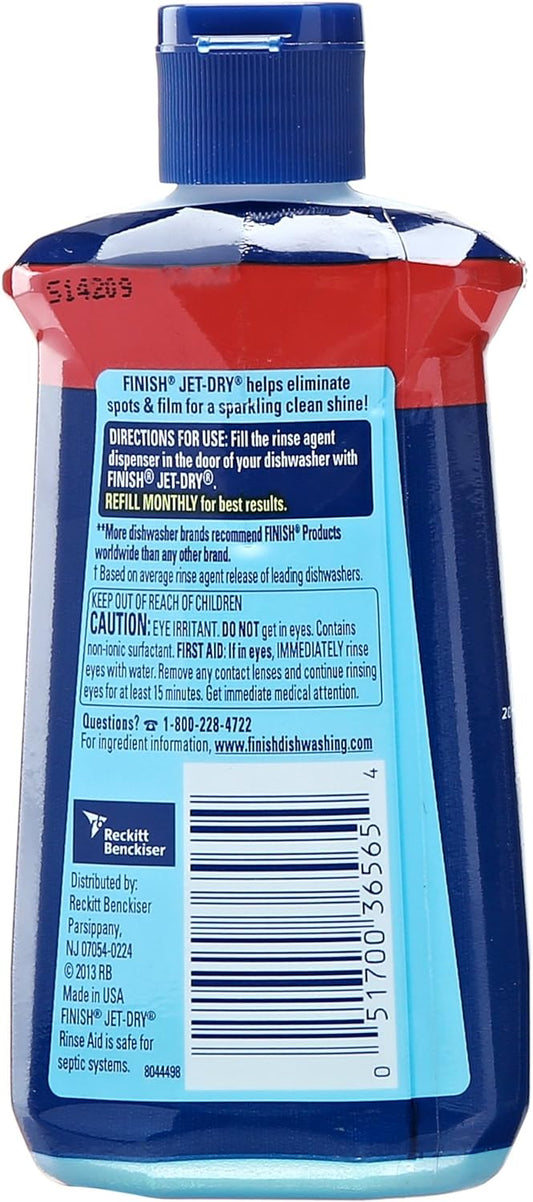 514209
FINISH® JET-DRY® helps eliminate
spots & film for a sparkling clean shine!
DIRECTIONS FOR USE: Fill the rinse agent
dispenser in the door of your dishwasher with
FINISH® JET-DRY®.
REFILL MONTHLY for best results.
**More dishwasher brands recommend FINISH® Products
worldwide than any other brand.
† Based on average rinse agent release of leading dishwashers.
KEEP OUT OF REACH OF CHILDREN
CAUTION: EYE IRRITANT. DO NOT get in eyes. Contains
non-ionic surfactant. FIRST AID: If in eyes, IMMEDIATELY rinse
eyes with water. Remove any contact lenses and continue rinsing
eyes for at least 15 minutes. Get immediate medical attention.
Questions? ☎ 1-800-228-4722
For ingredient information, www.finishdishwashing.com
Reckitt
Benckiser
Distributed by:
Reckitt Benckiser
Parsippany,
NJ 07054-0224
© 2013 RB
Made in USA
FINISH® JET-DRY®
Rinse Aid is safe for
septic systems. 8044498
0 51700 36565 4